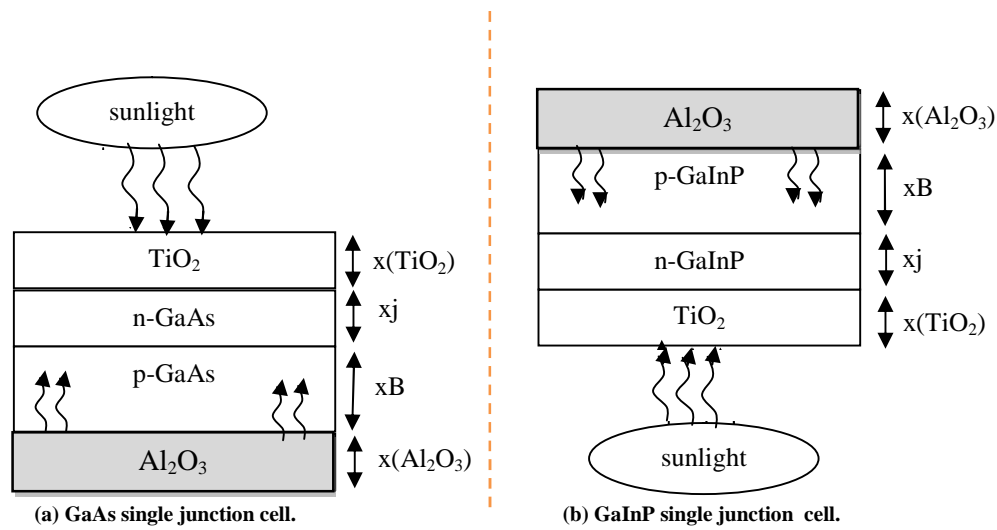 sunlight
TiO₂
x(TiO₂)
n-GaAs
xj
p-GaAs
xB
Al₂O₃
x(Al₂O₃)
(a) GaAs single junction cell.
Al₂O₃
x(Al₂O₃)
p-GaInP
xB
n-GaInP
xj
TiO₂
x(TiO₂)
sunlight
(b) GaInP single junction cell.